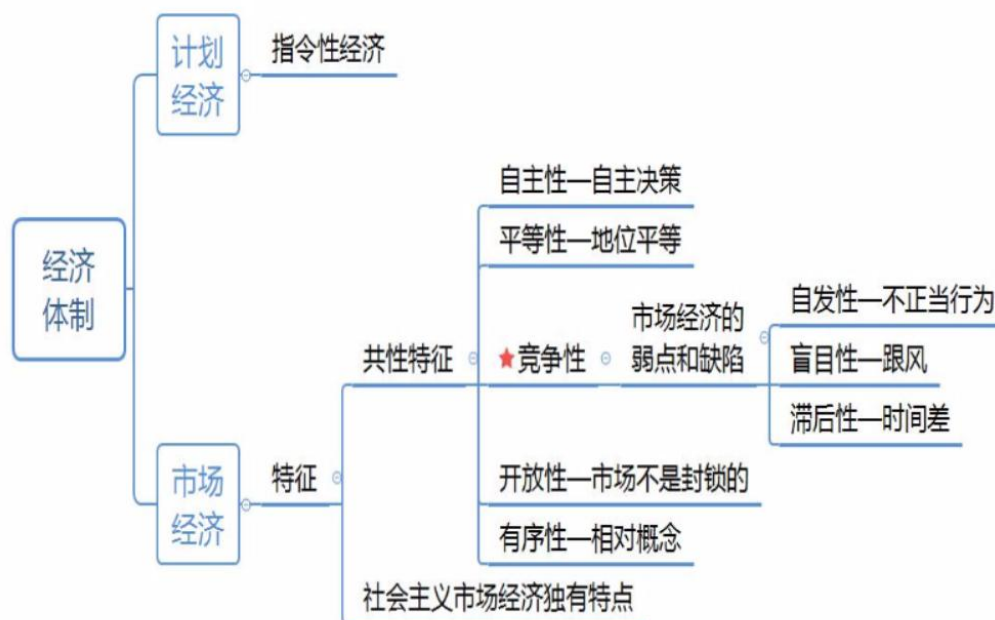 经济
体制
计划
经济
指令性经济
市场
经济
特征
共性特征
自主性—自主决策
平等性—地位平等
竞争性
市场经济的
弱点和缺陷
自发性—不正当行为
盲目性—跟风
滞后性—时间差
开放性—市场不是封锁的
有序性—相对概念
社会主义市场经济独有特点